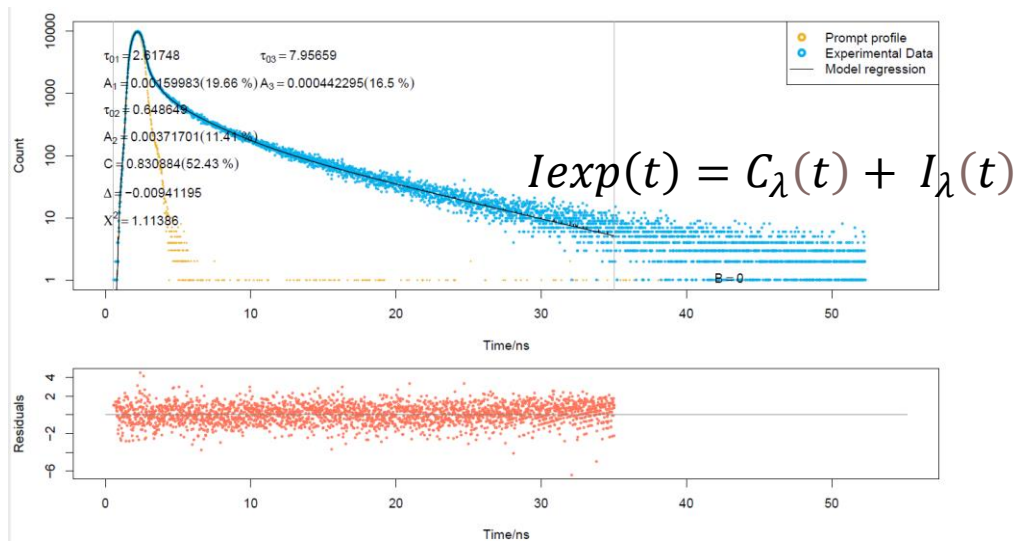 10000
1000
100
10
1
Count
τ01 = 2.61748 τ03 = 7.95659
A1 = 0.00159983(19.66 %) A3 = 0.000442295(16.5 %)
τ02 = 0.648649
A2 = 0.00371701(11.41 %)
C = 0.830884(52.43 %)
Δ = −0.00941195
X² = 1.11386
Prompt profile
Experimental Data
Model regression
Iexp(t) = Cλ(t) + Iλ(t)
B = 0
0 10 20 30 40 50
Time/ns
4
2
-2
-6
Residuals
0 10 20 30 40 50
Time/ns